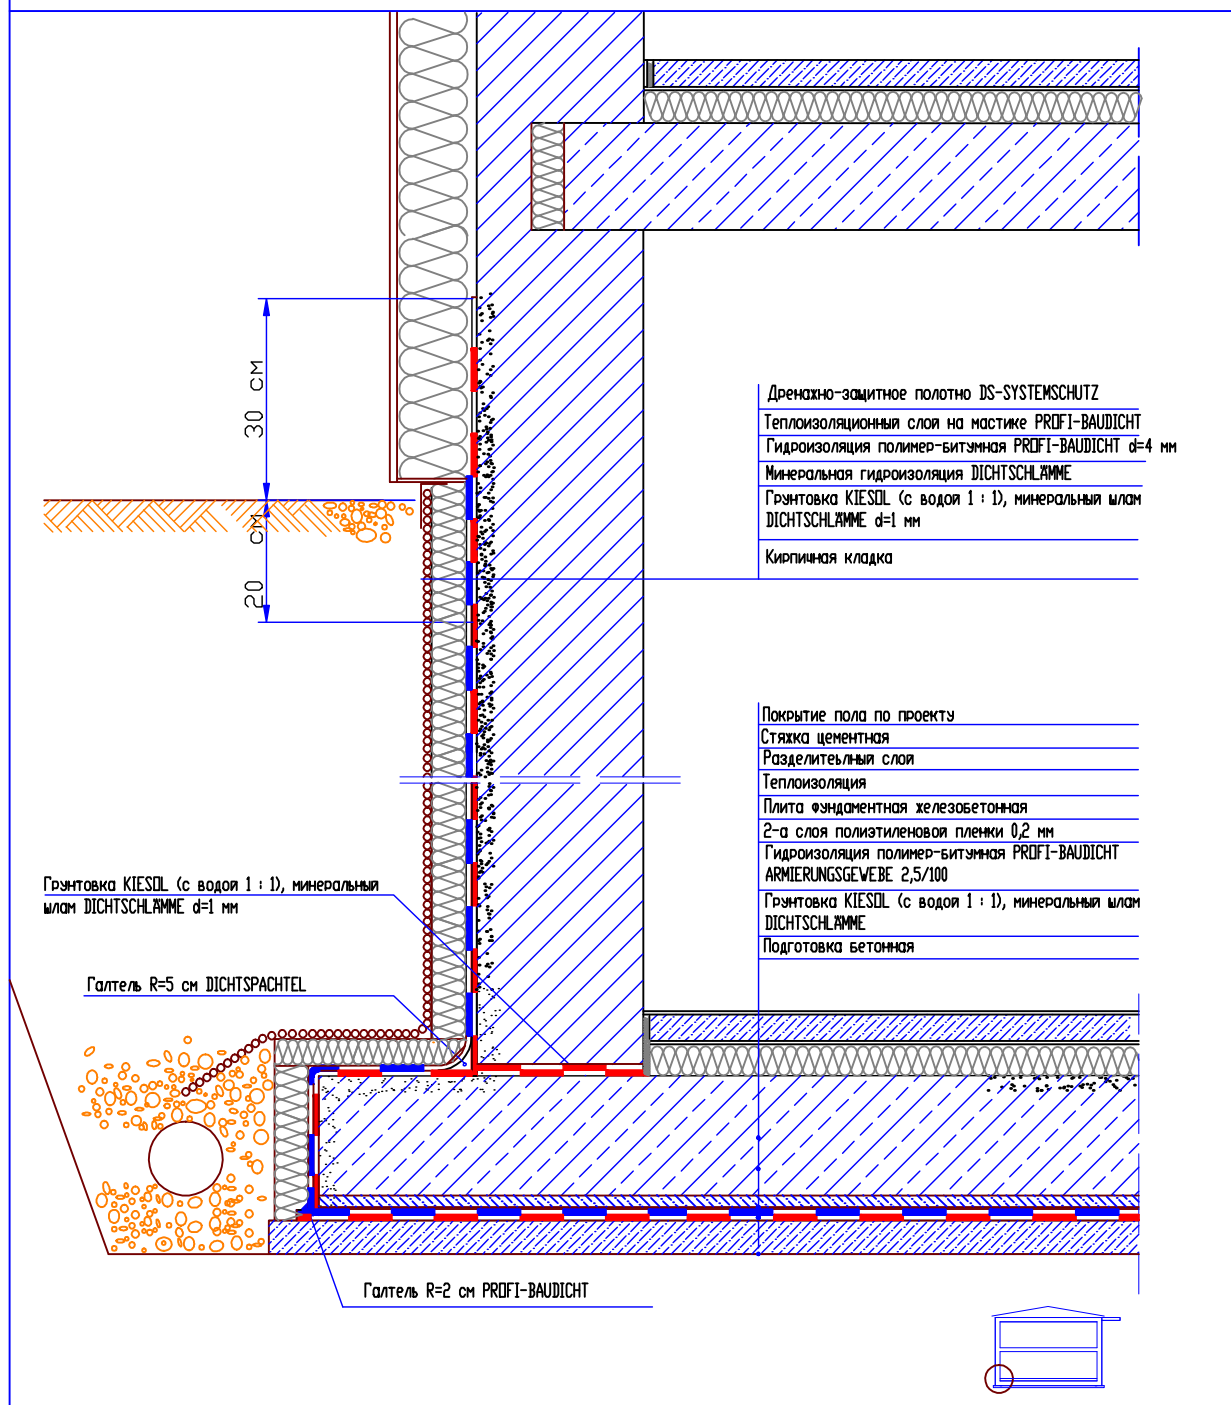 30 см
20 см
Дренажно-защитное полотно DS-SYSTEMSCHUTZ
Теплоизоляционный слой на мастике PROFI-BAUDICHT
Гидроизоляция полимер-битумная PROFI-BAUDICHT d=4 мм
Минеральная гидроизоляция DICHTSCHLÄMME
Грунтовка KIESOL (с водой 1 : 1), минеральный шлам
DICHTSCHLÄMME d=1 мм
Кирпичная кладка
Покрытие пола по проекту
Стяжка цементная
Разделитеьлный слой
Теплоизоляция
Плита фундаментная железобетонная
2-а слоя полиэтиленовой пленки 0,2 мм
Гидроизоляция полимер-битумная PROFI-BAUDICHT
ARMIERUNGSGEWEBE 2,5/100
Грунтовка KIESOL (с водой 1 : 1), минеральный шлам
DICHTSCHLÄMME
Подготовка бетонная
Грунтовка KIESOL (с водой 1 : 1), минеральный
шлам DICHTSCHLÄMME d=1 мм
Галтель R=5 см DICHTSPACHTEL
Галтель R=2 см PROFI-BAUDICHT